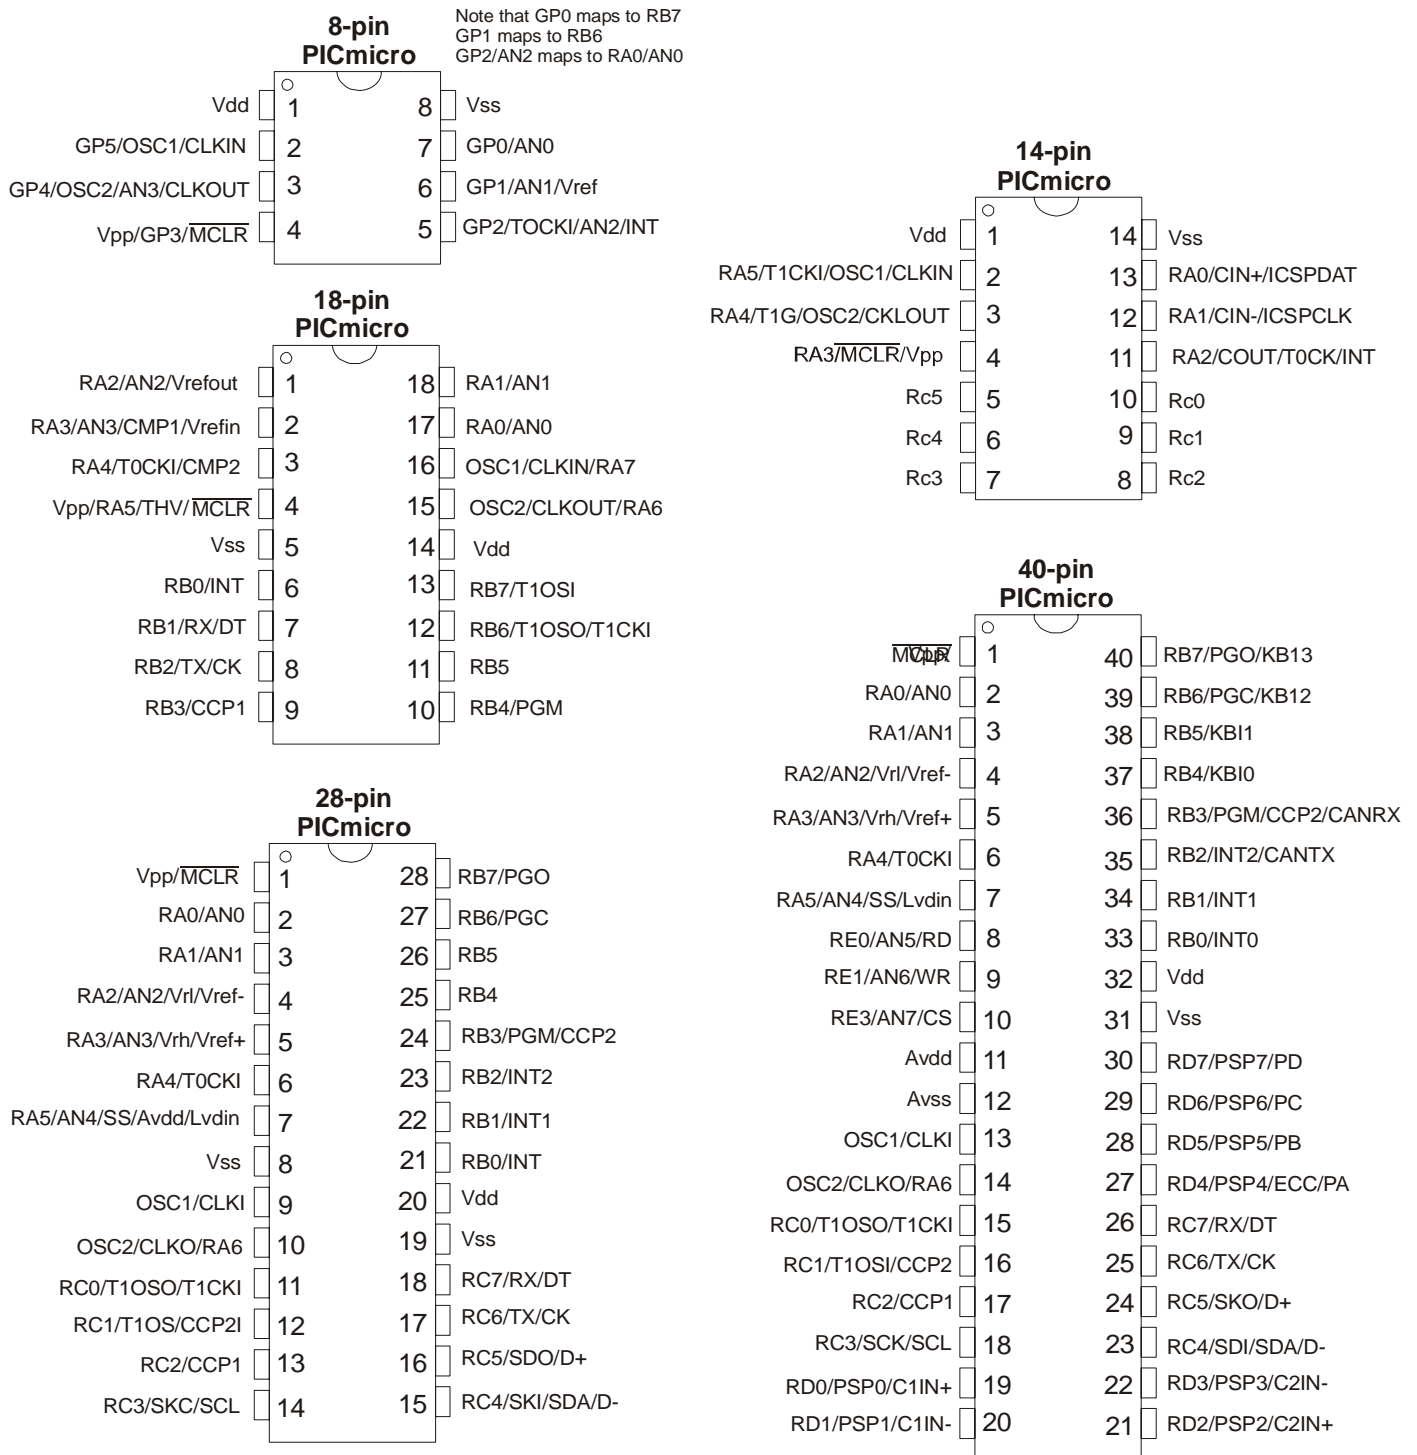 8-pin
PICmicro
Note that GP0 maps to RB7
GP1 maps to RB6
GP2/AN2 maps to RA0/AN0
Vdd 1 8 Vss
GP5/OSC1/CLKIN 2 7 GP0/AN0
GP4/OSC2/AN3/CLKOUT 3 6 GP1/AN1/Vref
Vpp/GP3/MCLR 4 5 GP2/TOCKI/AN2/INT
14-pin
PICmicro
Vdd 1 14 Vss
RA5/T1CKI/OSC1/CLKIN 2 13 RA0/CIN+/ICSPDAT
RA4/T1G/OSC2/CKLOUT 3 12 RA1/CIN-/ICSPCLK
RA3/MCLR/Vpp 4 11 RA2/COUT/T0CK/INT
Rc5 5 10 Rc0
Rc4 6 9 Rc1
Rc3 7 8 Rc2
18-pin
PICmicro
RA2/AN2/Vrefout 1 18 RA1/AN1
RA3/AN3/CMP1/Vrefin 2 17 RA0/AN0
RA4/T0CKI/CMP2 3 16 OSC1/CLKIN/RA7
Vpp/RA5/THV/MCLR 4 15 OSC2/CLKOUT/RA6
Vss 5 14 Vdd
RB0/INT 6 13 RB7/T1OSI
RB1/RX/DT 7 12 RB6/T1OSO/T1CKI
RB2/TX/CK 8 11 RB5
RB3/CCP1 9 10 RB4/PGM
28-pin
PICmicro
Vpp/MCLR 1 28 RB7/PGO
RA0/AN0 2 27 RB6/PGC
RA1/AN1 3 26 RB5
RA2/AN2/Vrl/Vref- 4 25 RB4
RA3/AN3/Vrh/Vref+ 5 24 RB3/PGM/CCP2
RA4/T0CKI 6 23 RB2/INT2
RA5/AN4/SS/Avdd/Lvdin 7 22 RB1/INT1
Vss 8 21 RB0/INT
OSC1/CLKI 9 20 Vdd
OSC2/CLKO/RA6 10 19 Vss
RC0/T1OSO/T1CKI 11 18 RC7/RX/DT
RC1/T1OS/CCP2I 12 17 RC6/TX/CK
RC2/CCP1 13 16 RC5/SDO/D+
RC3/SKC/SCL 14 15 RC4/SKI/SDA/D-
40-pin
PICmicro
1 40 RB7/PGO/KB13
RA0/AN0 2 39 RB6/PGC/KB12
RA1/AN1 3 38 RB5/KBI1
RA2/AN2/Vrl/Vref- 4 37 RB4/KBI0
RA3/AN3/Vrh/Vref+ 5 36 RB3/PGM/CCP2/CANRX
RA4/T0CKI 6 35 RB2/INT2/CANTX
RA5/AN4/SS/Lvdin 7 34 RB1/INT1
RE0/AN5/RD 8 33 RB0/INT0
RE1/AN6/WR 9 32 Vdd
RE3/AN7/CS 10 31 Vss
Avdd 11 30 RD7/PSP7/PD
Avss 12 29 RD6/PSP6/PC
OSC1/CLKI 13 28 RD5/PSP5/PB
OSC2/CLKO/RA6 14 27 RD4/PSP4/ECC/PA
RC0/T1OSO/T1CKI 15 26 RC7/RX/DT
RC1/T1OSI/CCP2 16 25 RC6/TX/CK
RC2/CCP1 17 24 RC5/SKO/D+
RC3/SCK/SCL 18 23 RC4/SDI/SDA/D-
RD0/PSP0/C1IN+ 19 22 RD3/PSP3/C2IN-
RD1/PSP1/C1IN- 20 21 RD2/PSP2/C2IN+